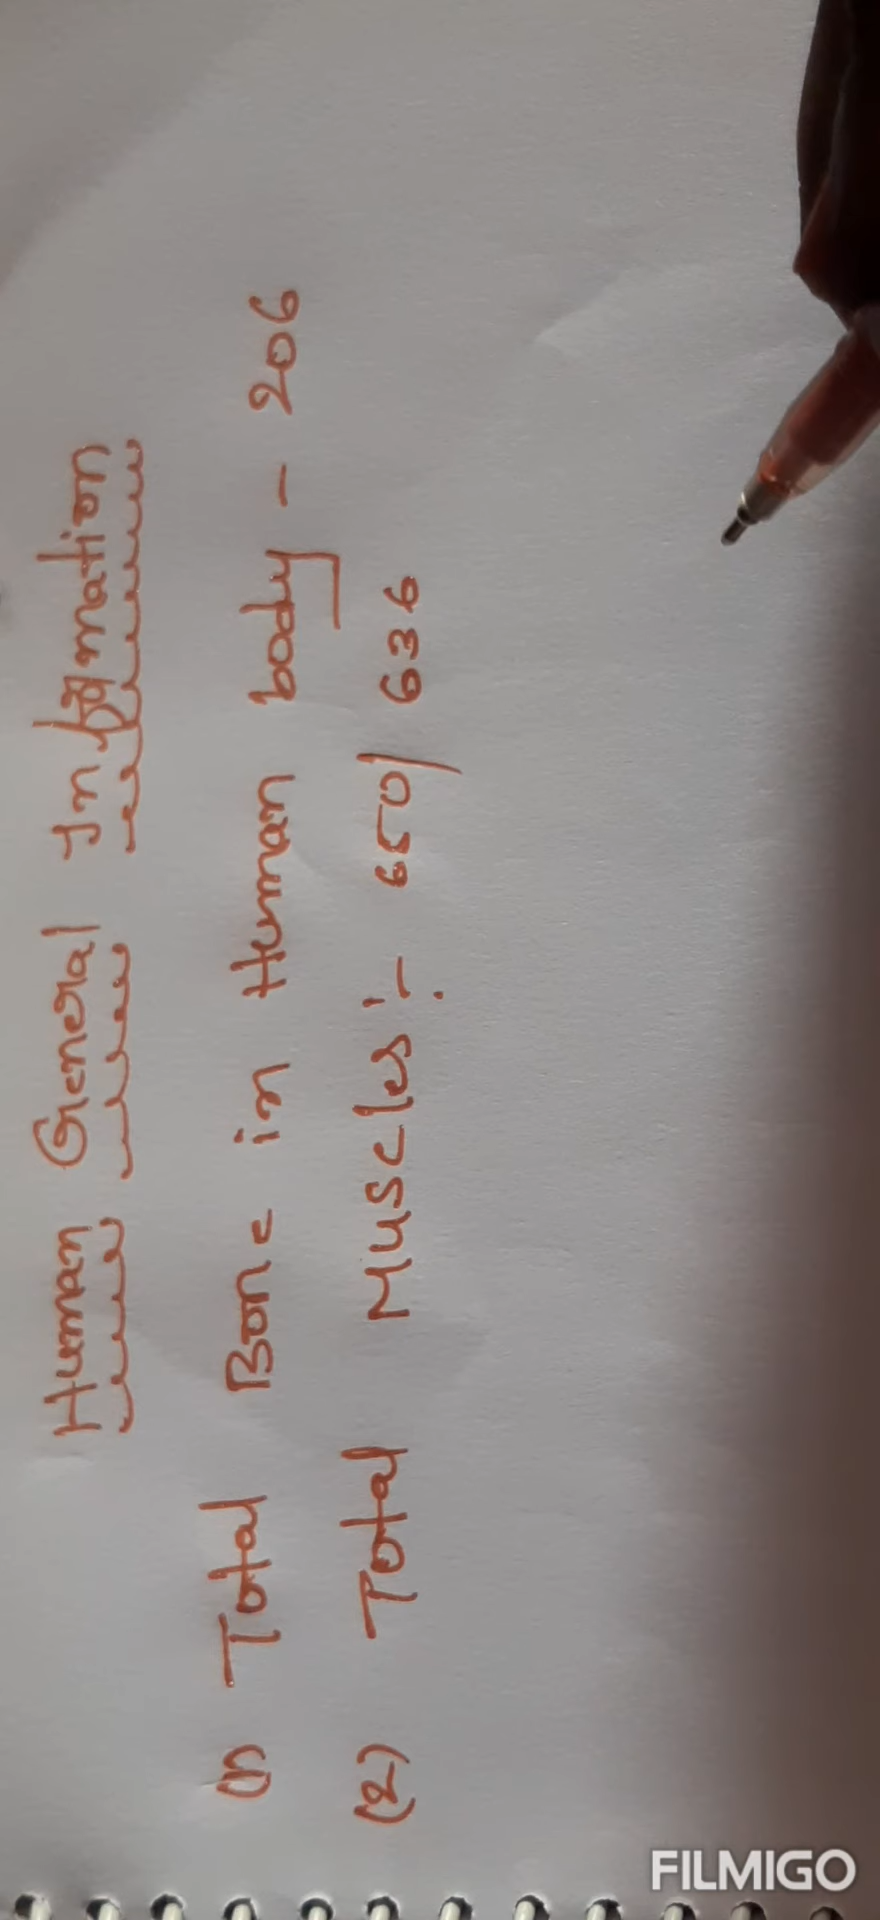 Human General Information
(1) Total Bone in Human body - 206
(2) Total Muscles :- 650/ 636
FILMIGO